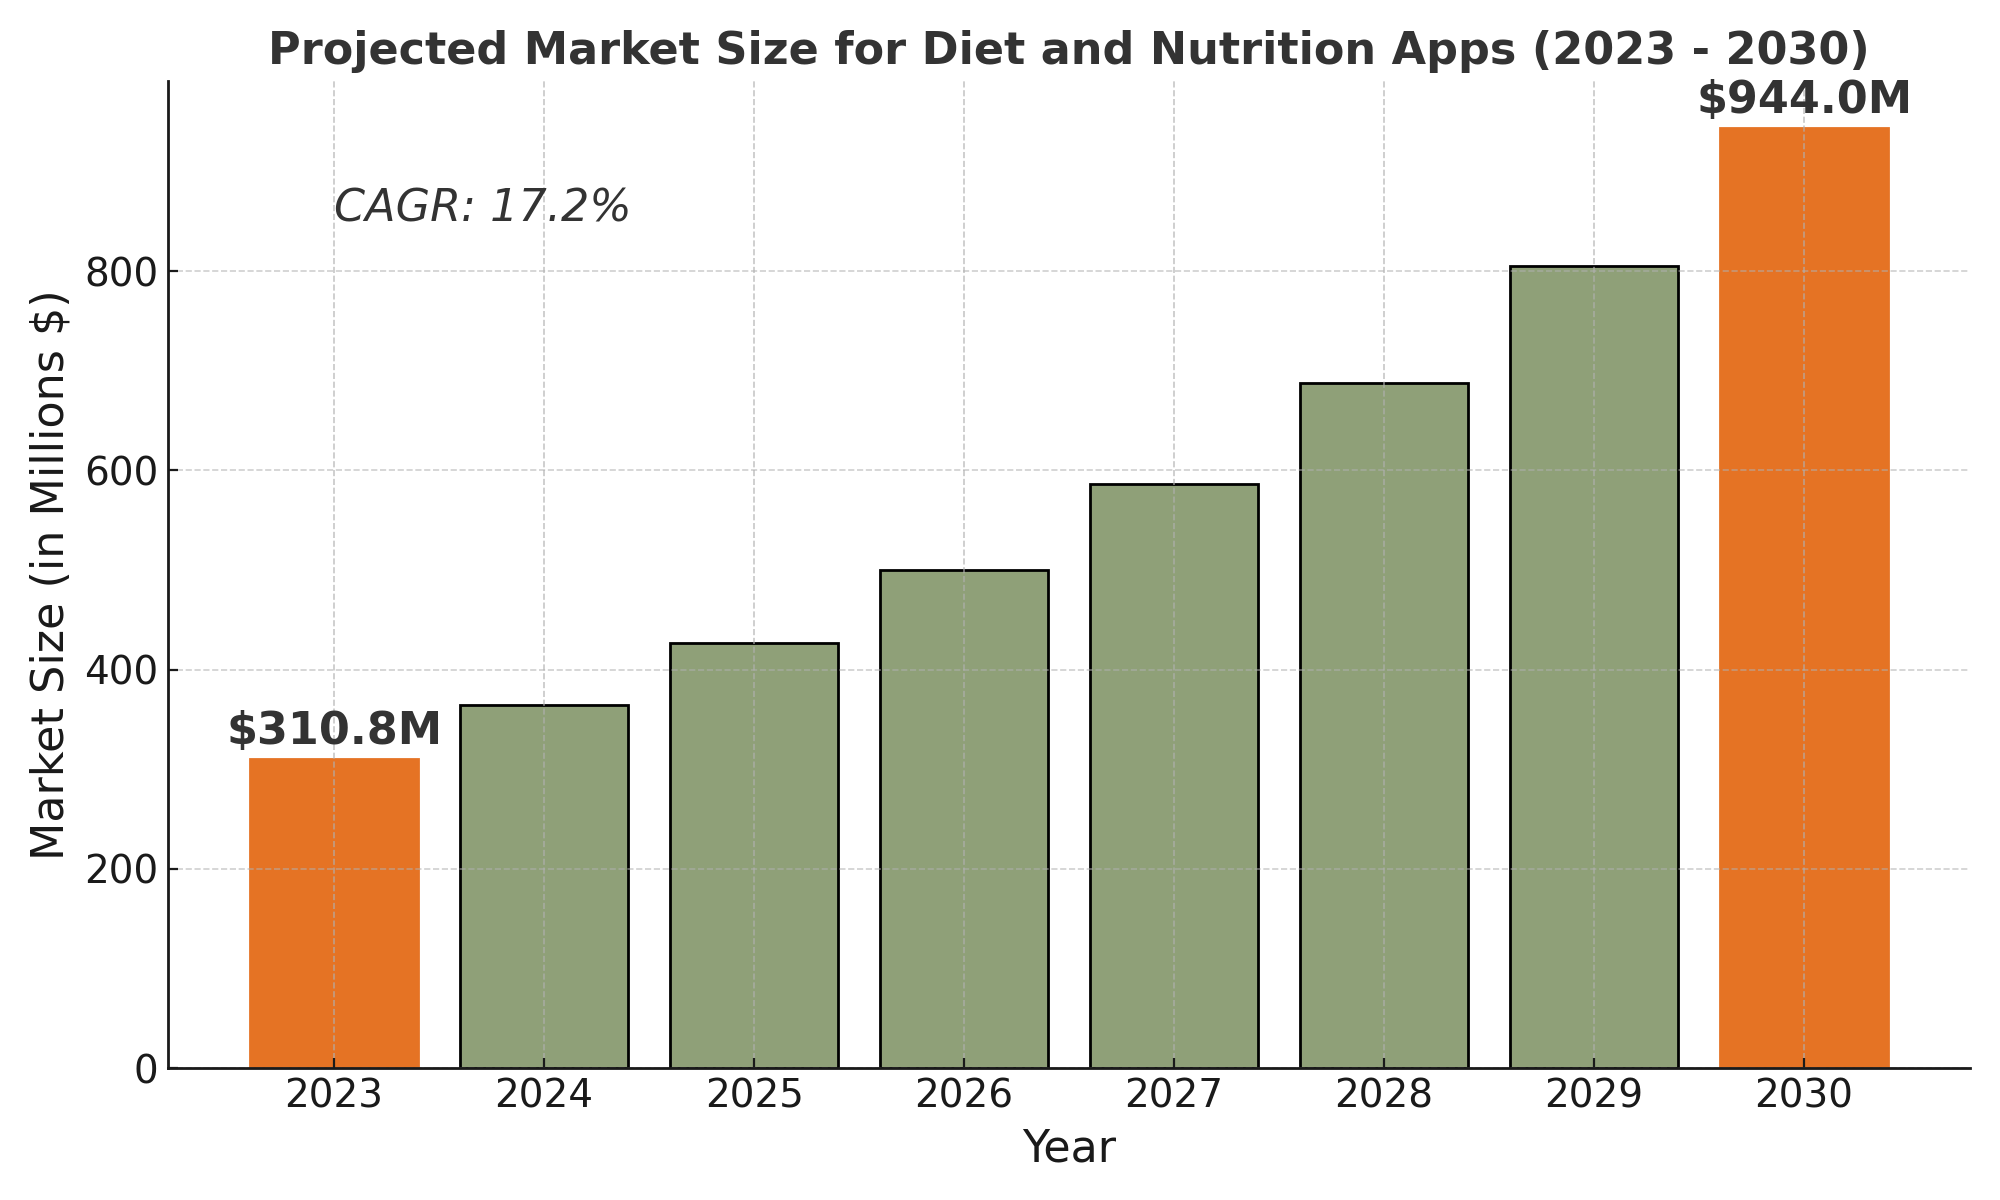 Projected Market Size for Diet and Nutrition Apps (2023 - 2030)
$944.0M
CAGR: 17.2%
800
600
400
200
0
Market Size (in Millions $)
$310.8M
2023 2024 2025 2026 2027 2028 2029 2030
Year